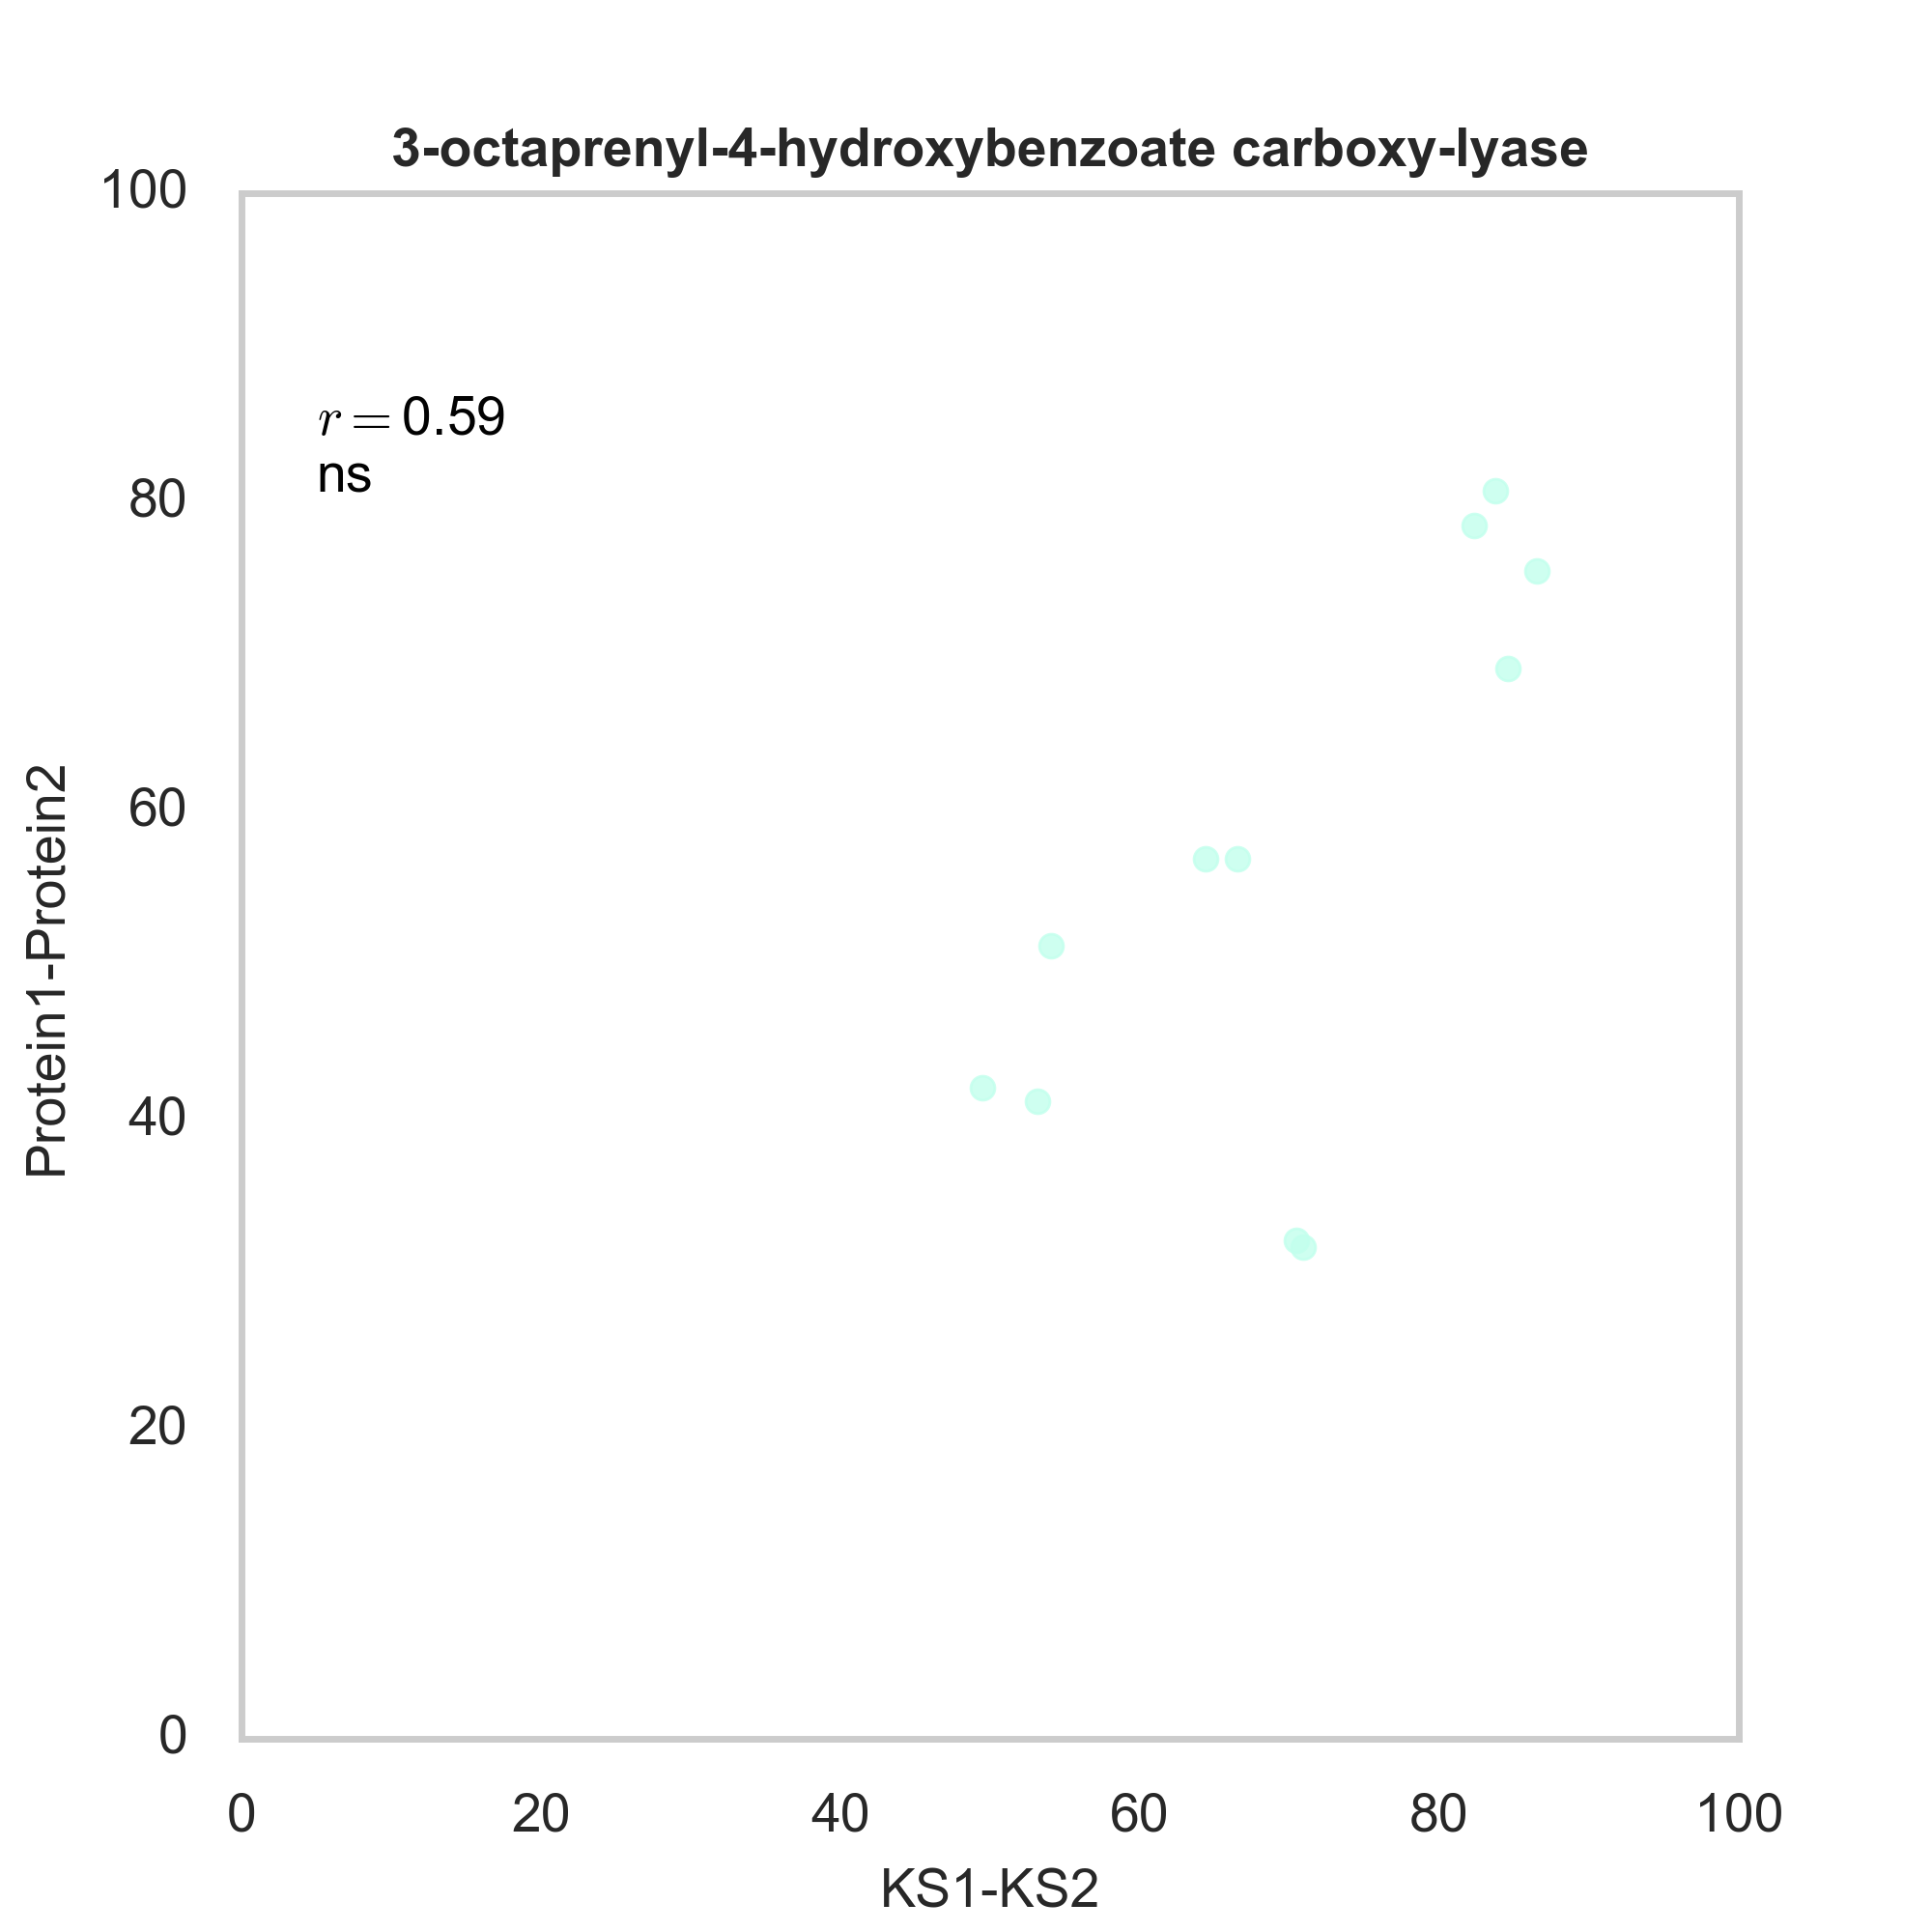 3-octaprenyl-4-hydroxybenzoate carboxy-lyase
100
80
60
40
20
0
r = 0.59
ns
Protein1-Protein2
0 20 40 60 80 100
KS1-KS2